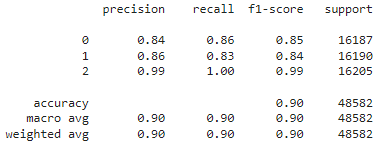 precision recall f1-score support
0 0.84 0.86 0.85 16187
1 0.86 0.83 0.84 16190
2 0.99 1.00 0.99 16205
accuracy 0.90 48582
macro avg 0.90 0.90 0.90 48582
weighted avg 0.90 0.90 0.90 48582